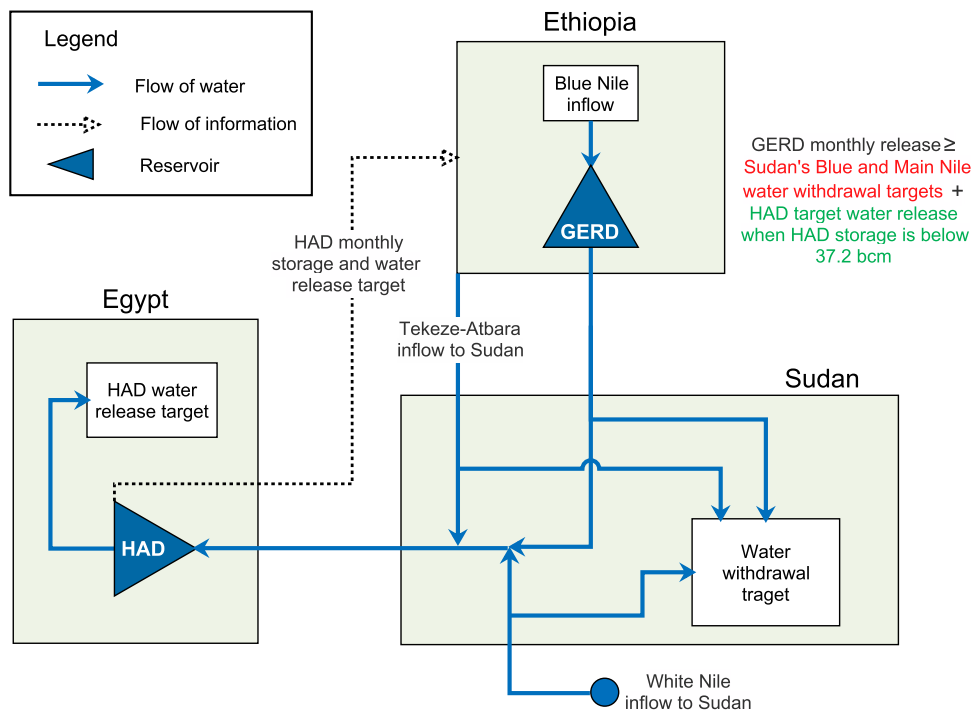 Legend
Flow of water
Flow of information
Reservoir
Ethiopia
Blue Nile
inflow
GERD
GERD monthly release ≥
Sudan's Blue and Main Nile
water withdrawal targets +
HAD target water release
when HAD storage is below
37.2 bcm
HAD monthly
storage and water
release target
Egypt
HAD water
release target
HAD
Tekeze-Atbara
inflow to Sudan
Sudan
Water
withdrawal
traget
White Nile
inflow to Sudan